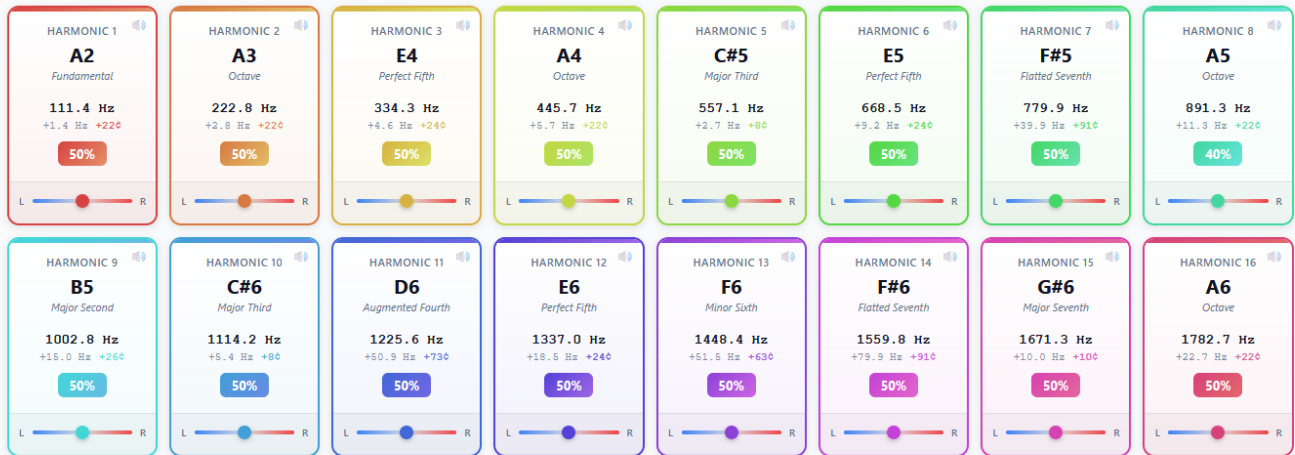 HARMONIC 1
A2
Fundamental
111.4 Hz
+1.4 Hz +22¢
50%
L R
HARMONIC 2
A3
Octave
222.8 Hz
+2.8 Hz +22¢
50%
L R
HARMONIC 3
E4
Perfect Fifth
334.3 Hz
+4.6 Hz +24¢
50%
L R
HARMONIC 4
A4
Octave
445.7 Hz
+5.7 Hz +22¢
50%
L R
HARMONIC 5
C#5
Major Third
557.1 Hz
+2.7 Hz +8¢
50%
L R
HARMONIC 6
E5
Perfect Fifth
668.5 Hz
+9.2 Hz +24¢
50%
L R
HARMONIC 7
F#5
Flatted Seventh
779.9 Hz
+39.9 Hz +91¢
50%
L R
HARMONIC 8
A5
Octave
891.3 Hz
+11.3 Hz +22¢
40%
L R
HARMONIC 9
B5
Major Second
1002.8 Hz
+15.0 Hz +26¢
50%
L R
HARMONIC 10
C#6
Major Third
1114.2 Hz
+5.4 Hz +8¢
50%
L R
HARMONIC 11
D6
Augmented Fourth
1225.6 Hz
+50.9 Hz +73¢
50%
L R
HARMONIC 12
E6
Perfect Fifth
1337.0 Hz
+18.5 Hz +24¢
50%
L R
HARMONIC 13
F6
Minor Sixth
1448.4 Hz
+51.5 Hz +63¢
50%
L R
HARMONIC 14
F#6
Flatted Seventh
1559.8 Hz
+79.9 Hz +91¢
50%
L R
HARMONIC 15
G#6
Major Seventh
1671.3 Hz
+10.0 Hz +10¢
50%
L R
HARMONIC 16
A6
Octave
1782.7 Hz
+22.7 Hz +22¢
50%
L R